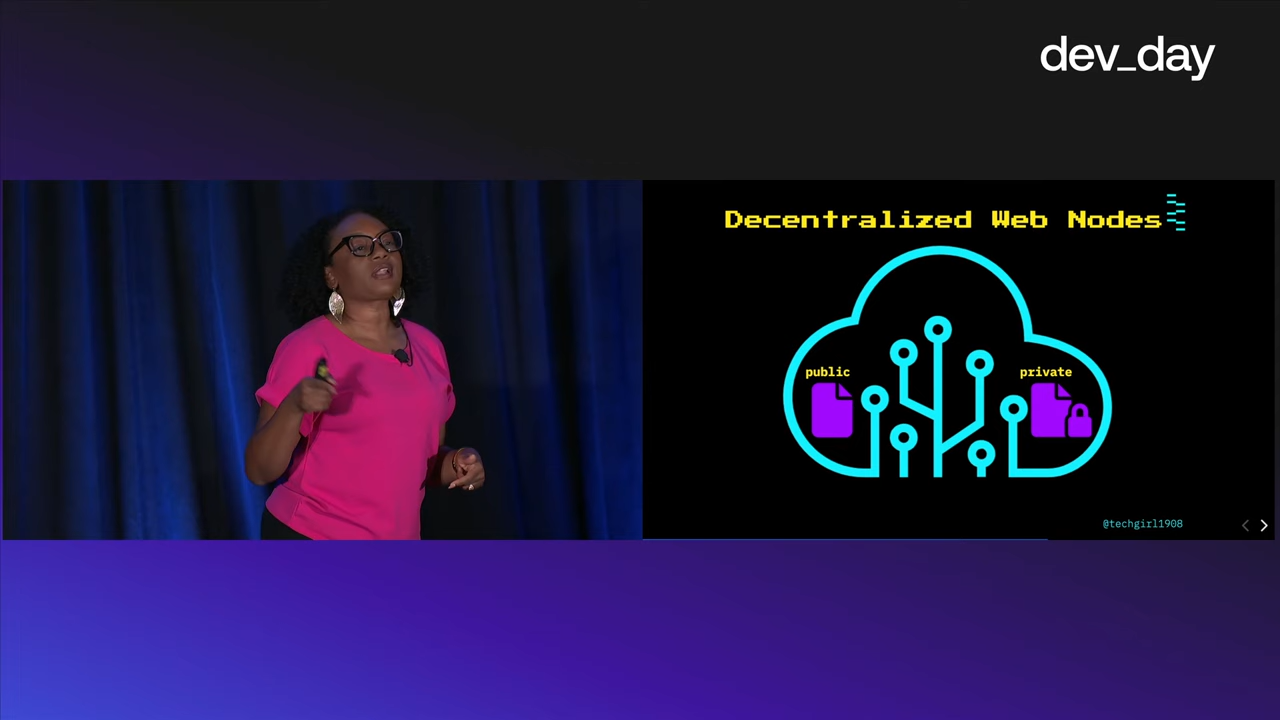 dev_day
Decentralized Web Nodes
public
private
@techgirl1908